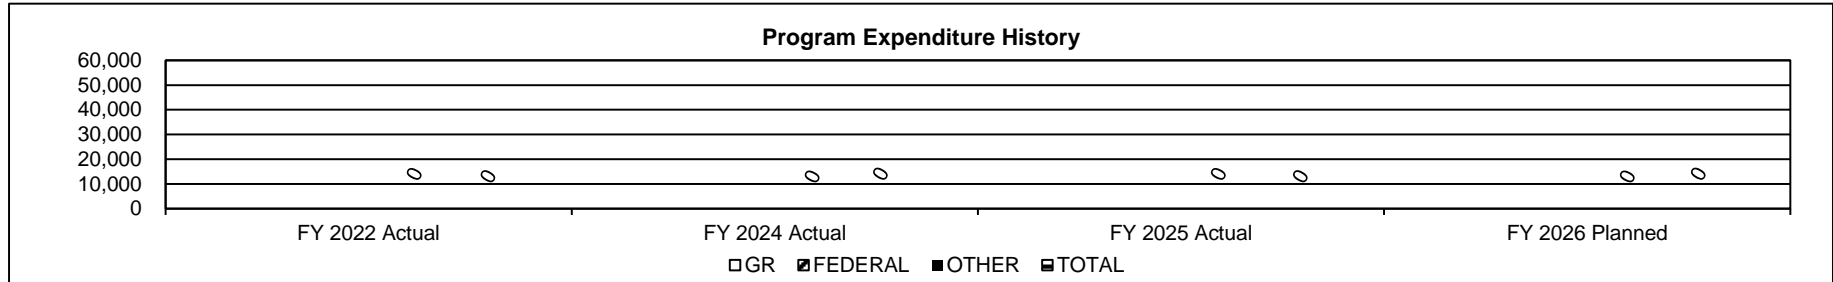 Program Expenditure History
60,000
50,000
40,000
30,000
20,000
10,000
0
0 0 0 0 0 0 0 0
FY 2022 Actual FY 2024 Actual FY 2025 Actual FY 2026 Planned
GR FEDERAL OTHER TOTAL